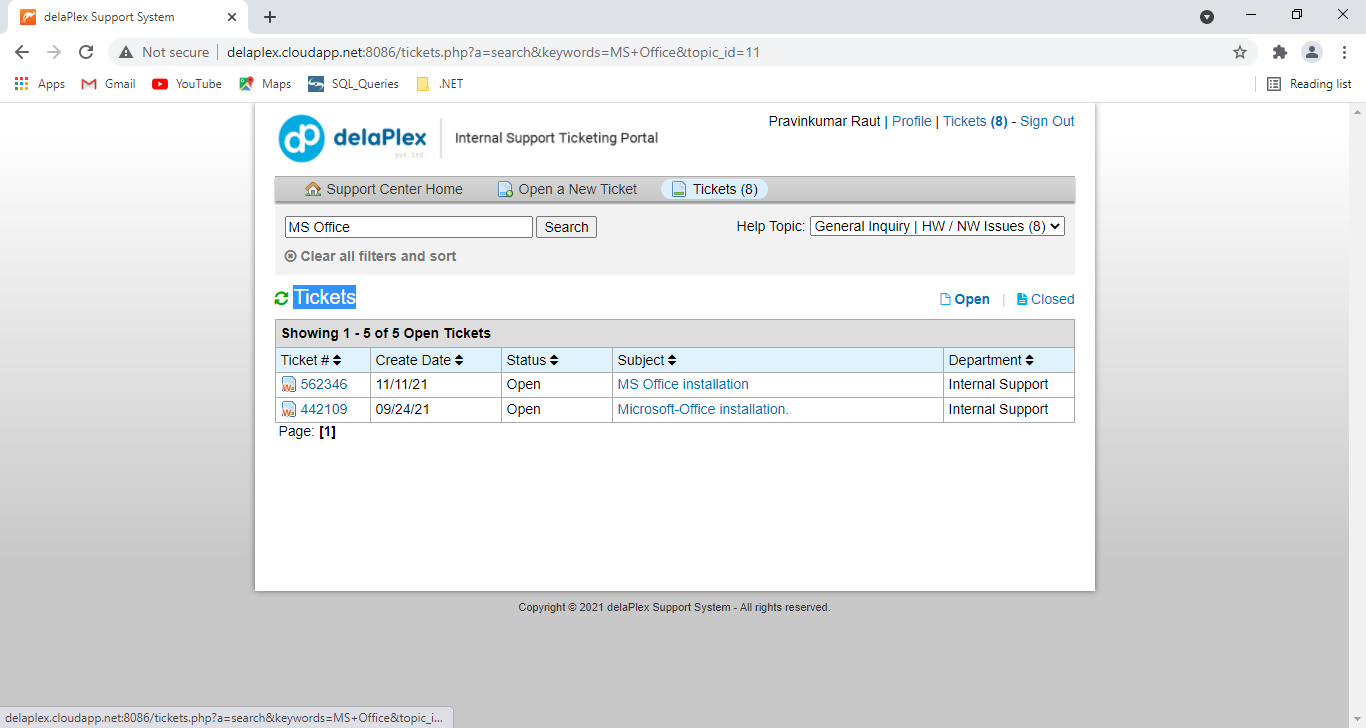 delaPlex Support System
Not secure
delaplex.cloudapp.net:8086/tickets.php?a=search&keywords=MS+Office&topic_id=11
Apps Gmail YouTube Maps SQL_Queries .NET Reading list
dp delaPlex pvt.ltd. Internal Support Ticketing Portal
Pravinkumar Raut | Profile | Tickets (8) - Sign Out
Support Center Home Open a New Ticket Tickets (8)
MS Office Search Help Topic: General Inquiry | HW / NW Issues (8)
Clear all filters and sort
Tickets Open | Closed
Showing 1 - 5 of 5 Open Tickets
Ticket # Create Date Status Subject Department
562346 11/11/21 Open MS Office installation Internal Support
442109 09/24/21 Open Microsoft-Office installation. Internal Support
Page: [1]
Copyright © 2021 delaPlex Support System - All rights reserved.
delaplex.cloudapp.net:8086/tickets.php?a=search&keywords=MS+Office&topic_i...